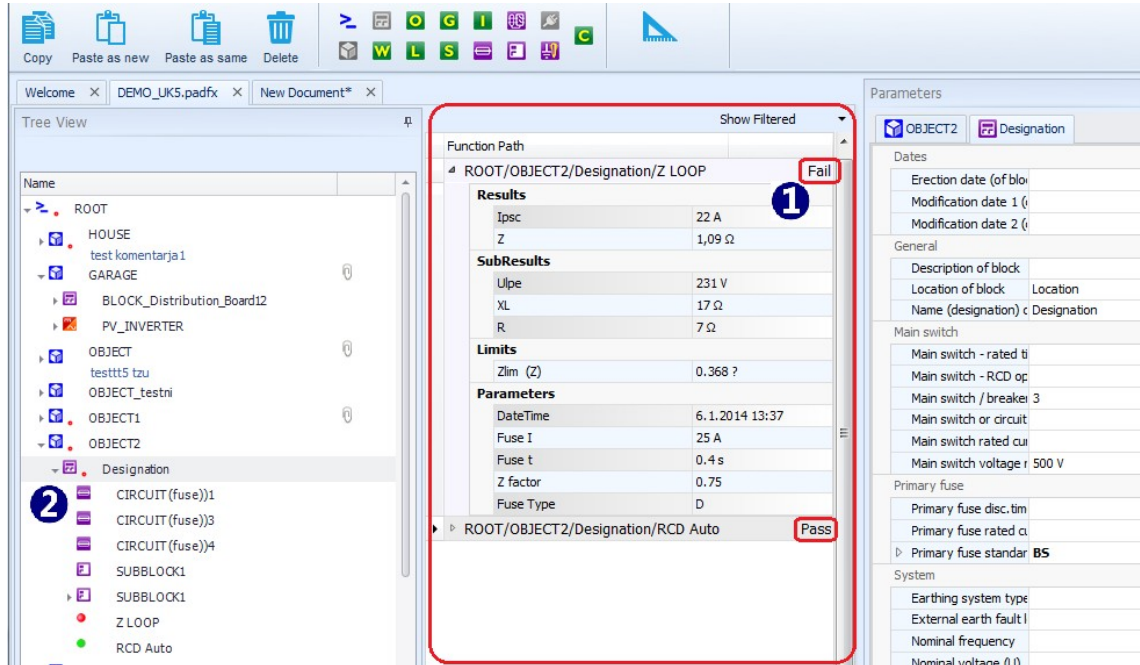 Copy Paste as new Paste as same Delete
O G I
W L S C
Welcome × DEMO_UK5.padfx × New Document* ×
Tree View
Name
ROOT
HOUSE
test komentarja1
GARAGE
BLOCK_Distribution_Board12
PV_INVERTER
OBJECT
testtt5 tzu
OBJECT_testni
OBJECT1
OBJECT2
Designation
2
CIRCUIT(fuse))1
CIRCUIT(fuse))3
CIRCUIT(fuse))4
SUBBLOCK1
SUBBLOCK1
Z LOOP
RCD Auto
Show Filtered
Function Path
ROOT/OBJECT2/Designation/Z LOOP Fail
1
Results
Ipsc 22 A
Z 1,09 Ω
SubResults
Ulpe 231 V
XL 17 Ω
R 7 Ω
Limits
Zlim (Z) 0.368 ?
Parameters
DateTime 6.1.2014 13:37
Fuse I 25 A
Fuse t 0.4 s
Z factor 0.75
Fuse Type D
ROOT/OBJECT2/Designation/RCD Auto Pass
Parameters
OBJECT2 Designation
Dates
Erection date (of blo
Modification date 1 (
Modification date 2 (
General
Description of block
Location of block Location
Name (designation) c Designation
Main switch
Main switch - rated ti
Main switch - RCD op
Main switch / breaker 3
Main switch or circuit
Main switch rated cur
Main switch voltage r 500 V
Primary fuse
Primary fuse disc.tim
Primary fuse rated cu
Primary fuse standar BS
System
Earthing system type
External earth fault l
Nominal frequency
Nominal voltage (U)